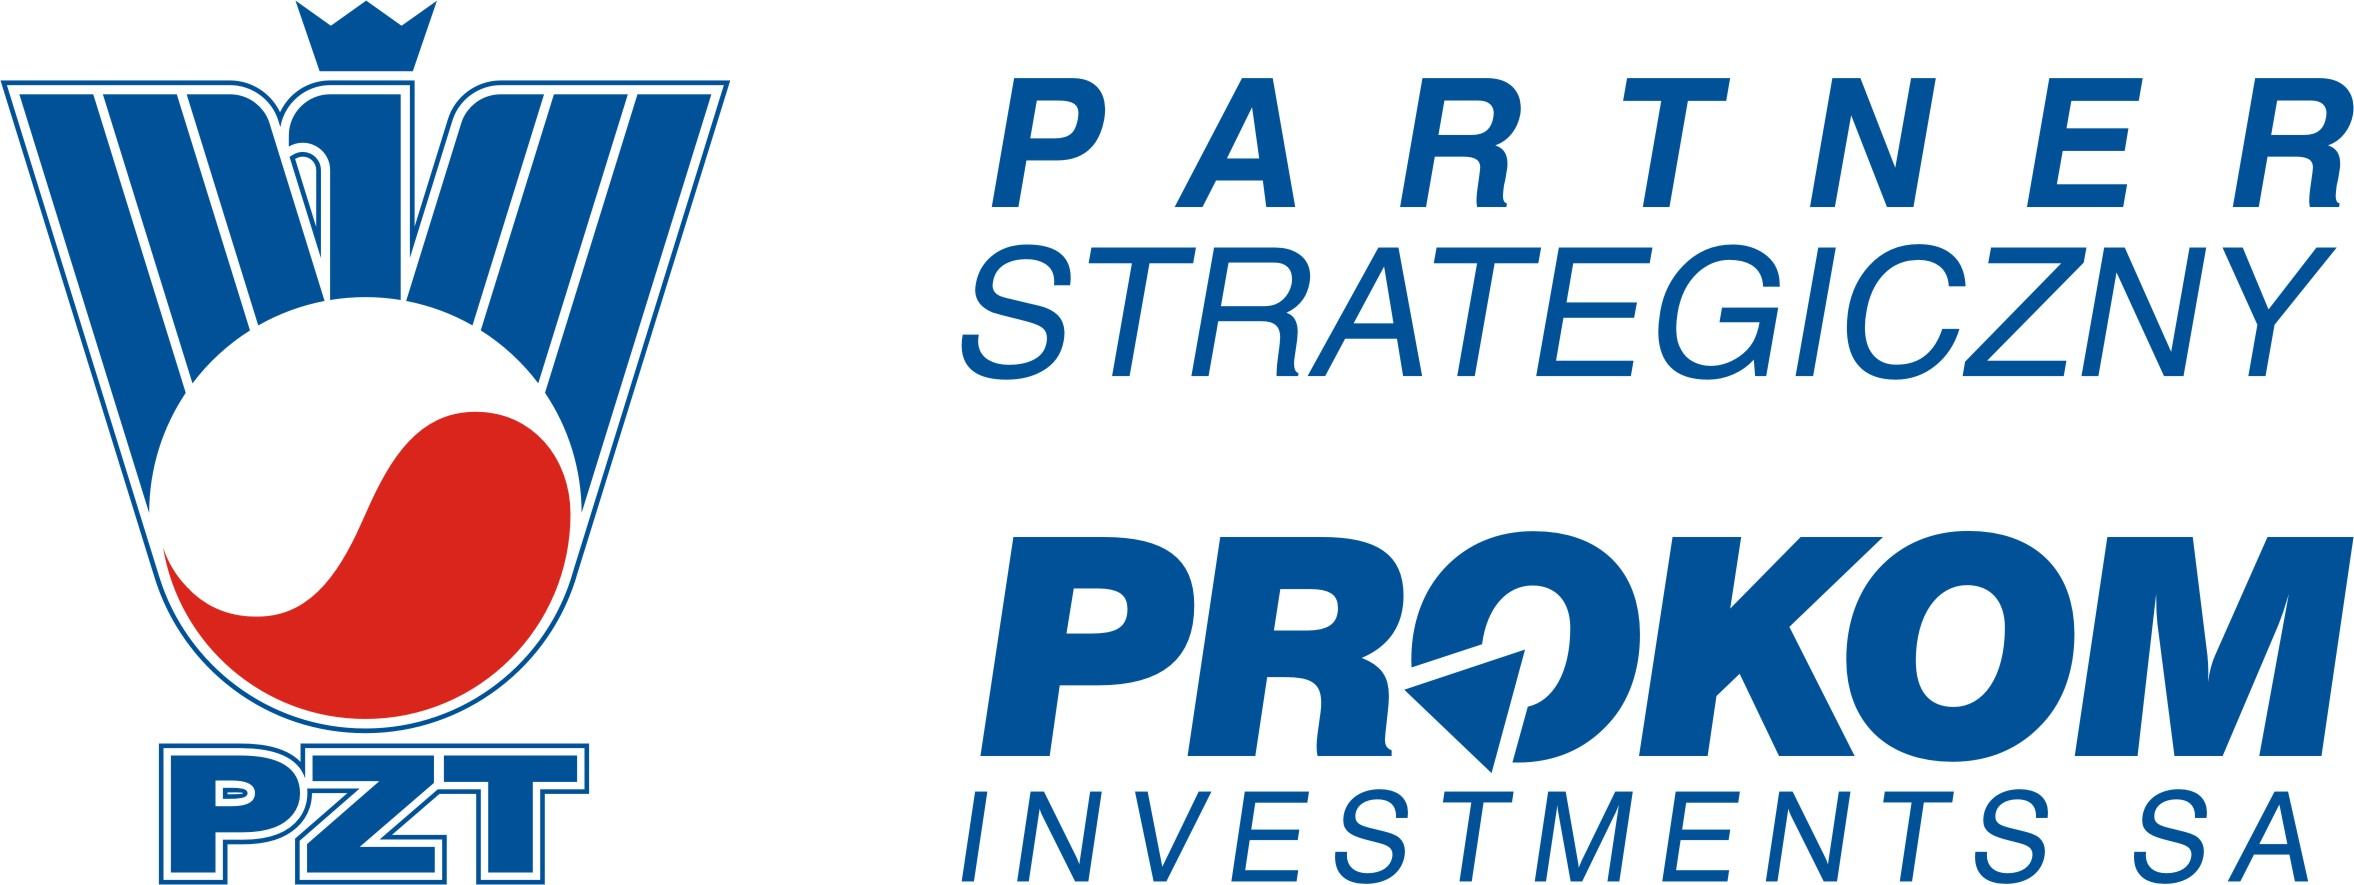 PZT
PARTNER
STRATEGICZNY
PROKOM
INVESTMENTS SA